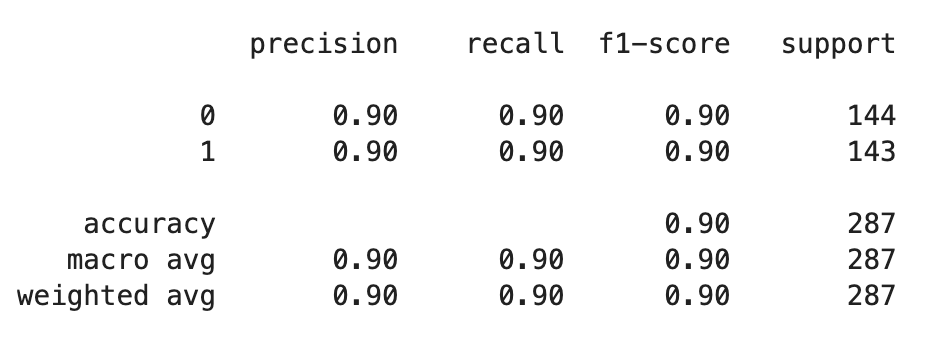 precision recall f1-score support
0 0.90 0.90 0.90 144
1 0.90 0.90 0.90 143
accuracy 0.90 287
macro avg 0.90 0.90 0.90 287
weighted avg 0.90 0.90 0.90 287